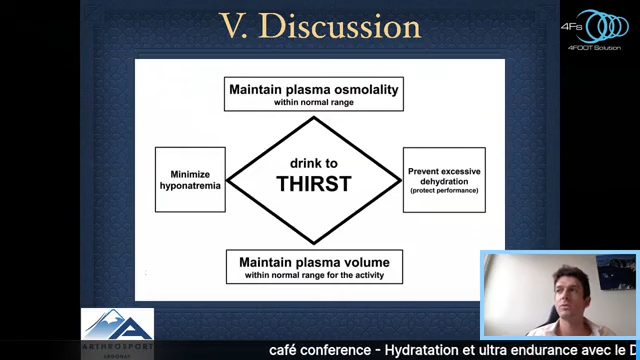 V. Discussion
4Fs
4FOOT Solution
Maintain plasma osmolality
within normal range
Minimize
hyponatremia
drink to
THIRST
Prevent excessive
dehydration
(protect performance)
Maintain plasma volume
within normal range for the activity
ARTHROSPORT
ANNONAY
café conference - Hydratation et ultra endurance avec le D